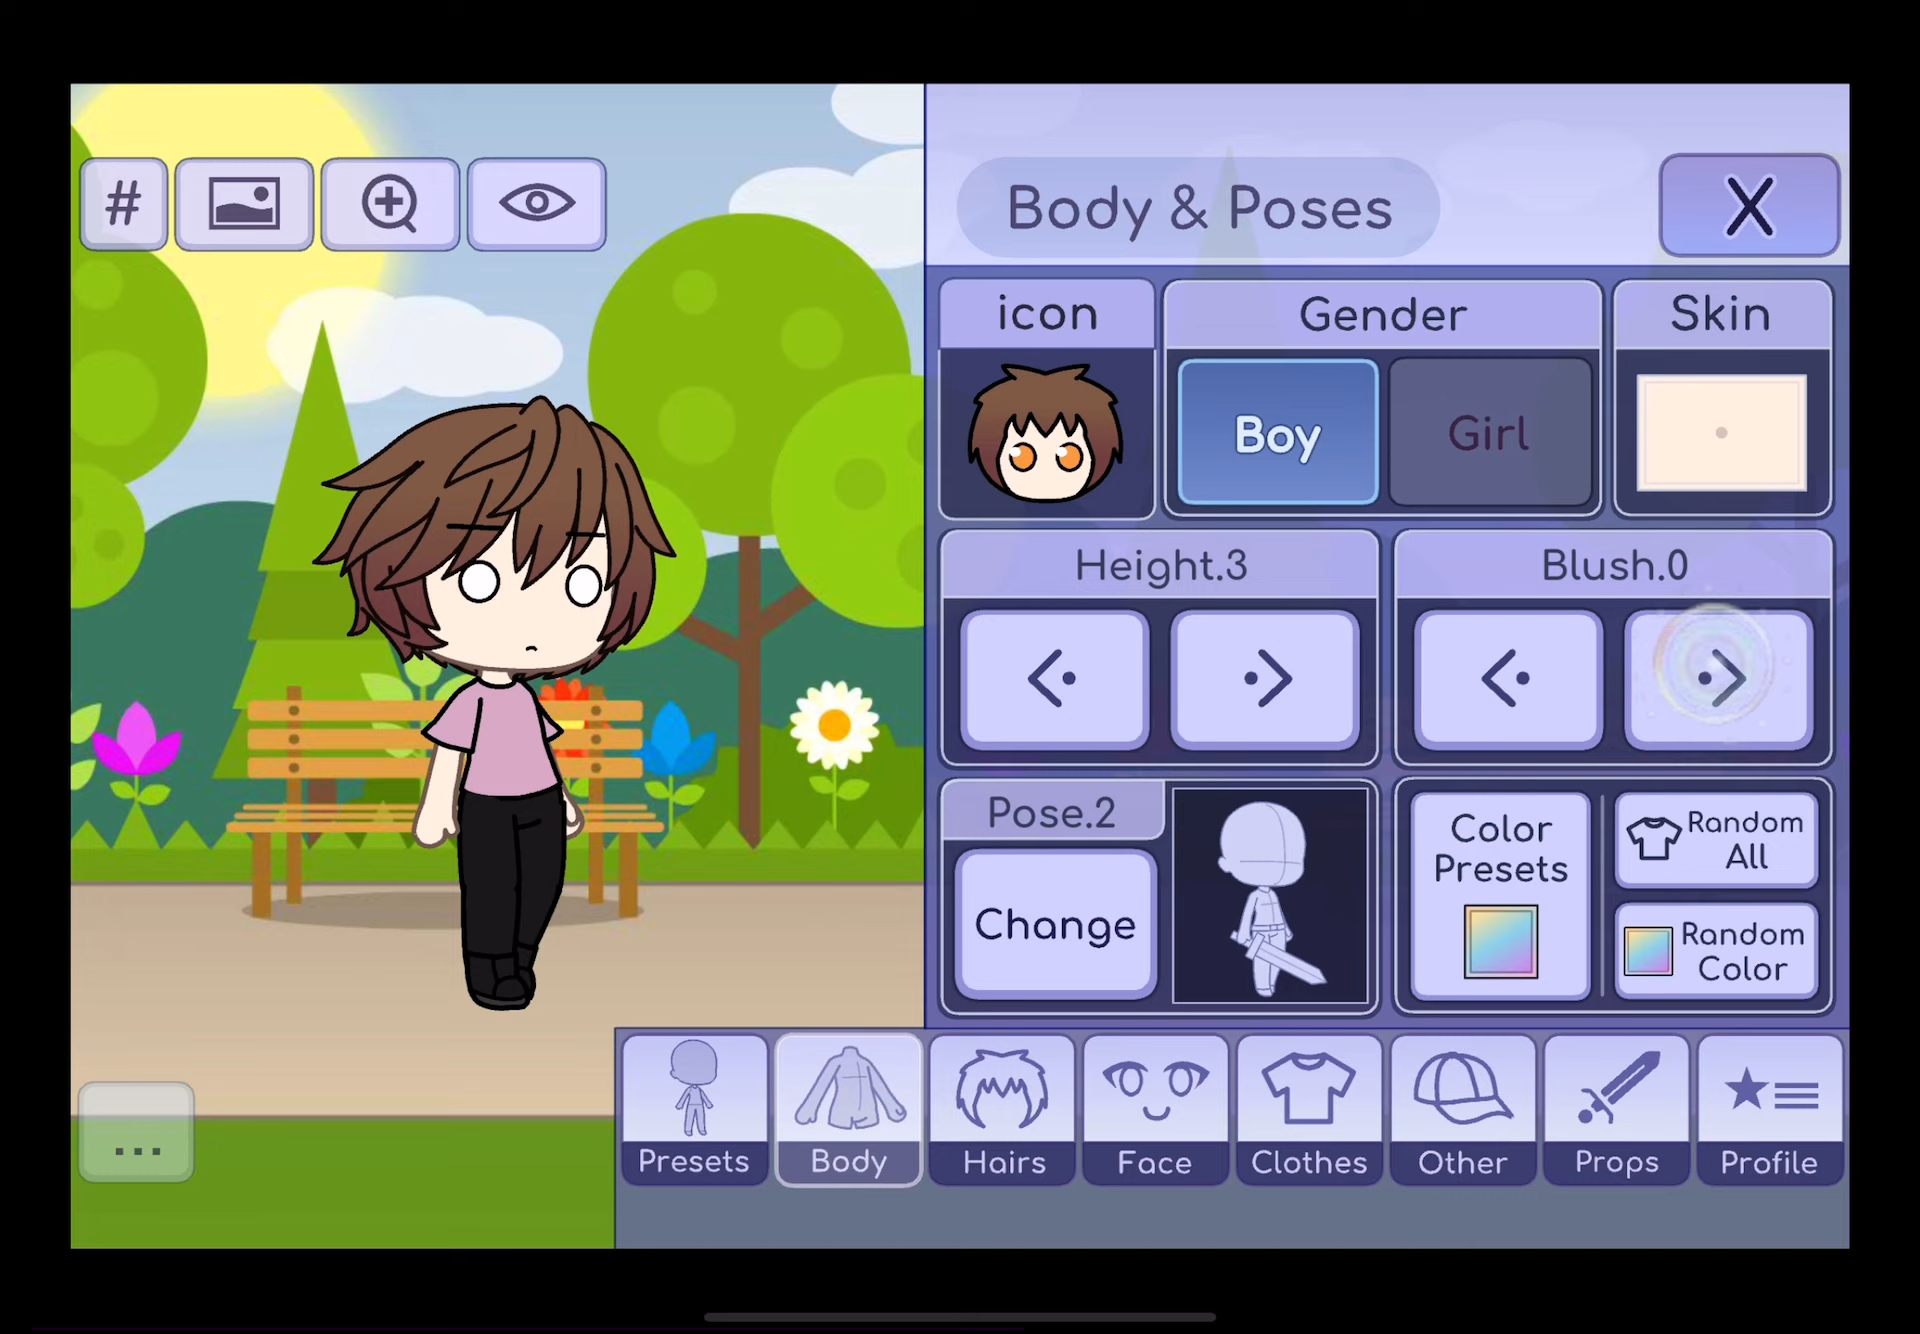 #
Body & Poses
X
icon
Gender
Skin
Boy
Girl
Height.3
Blush.0
Pose.2
Change
Color
Presets
Random
All
Random
Color
...
Presets
Body
Hairs
Face
Clothes
Other
Props
Profile